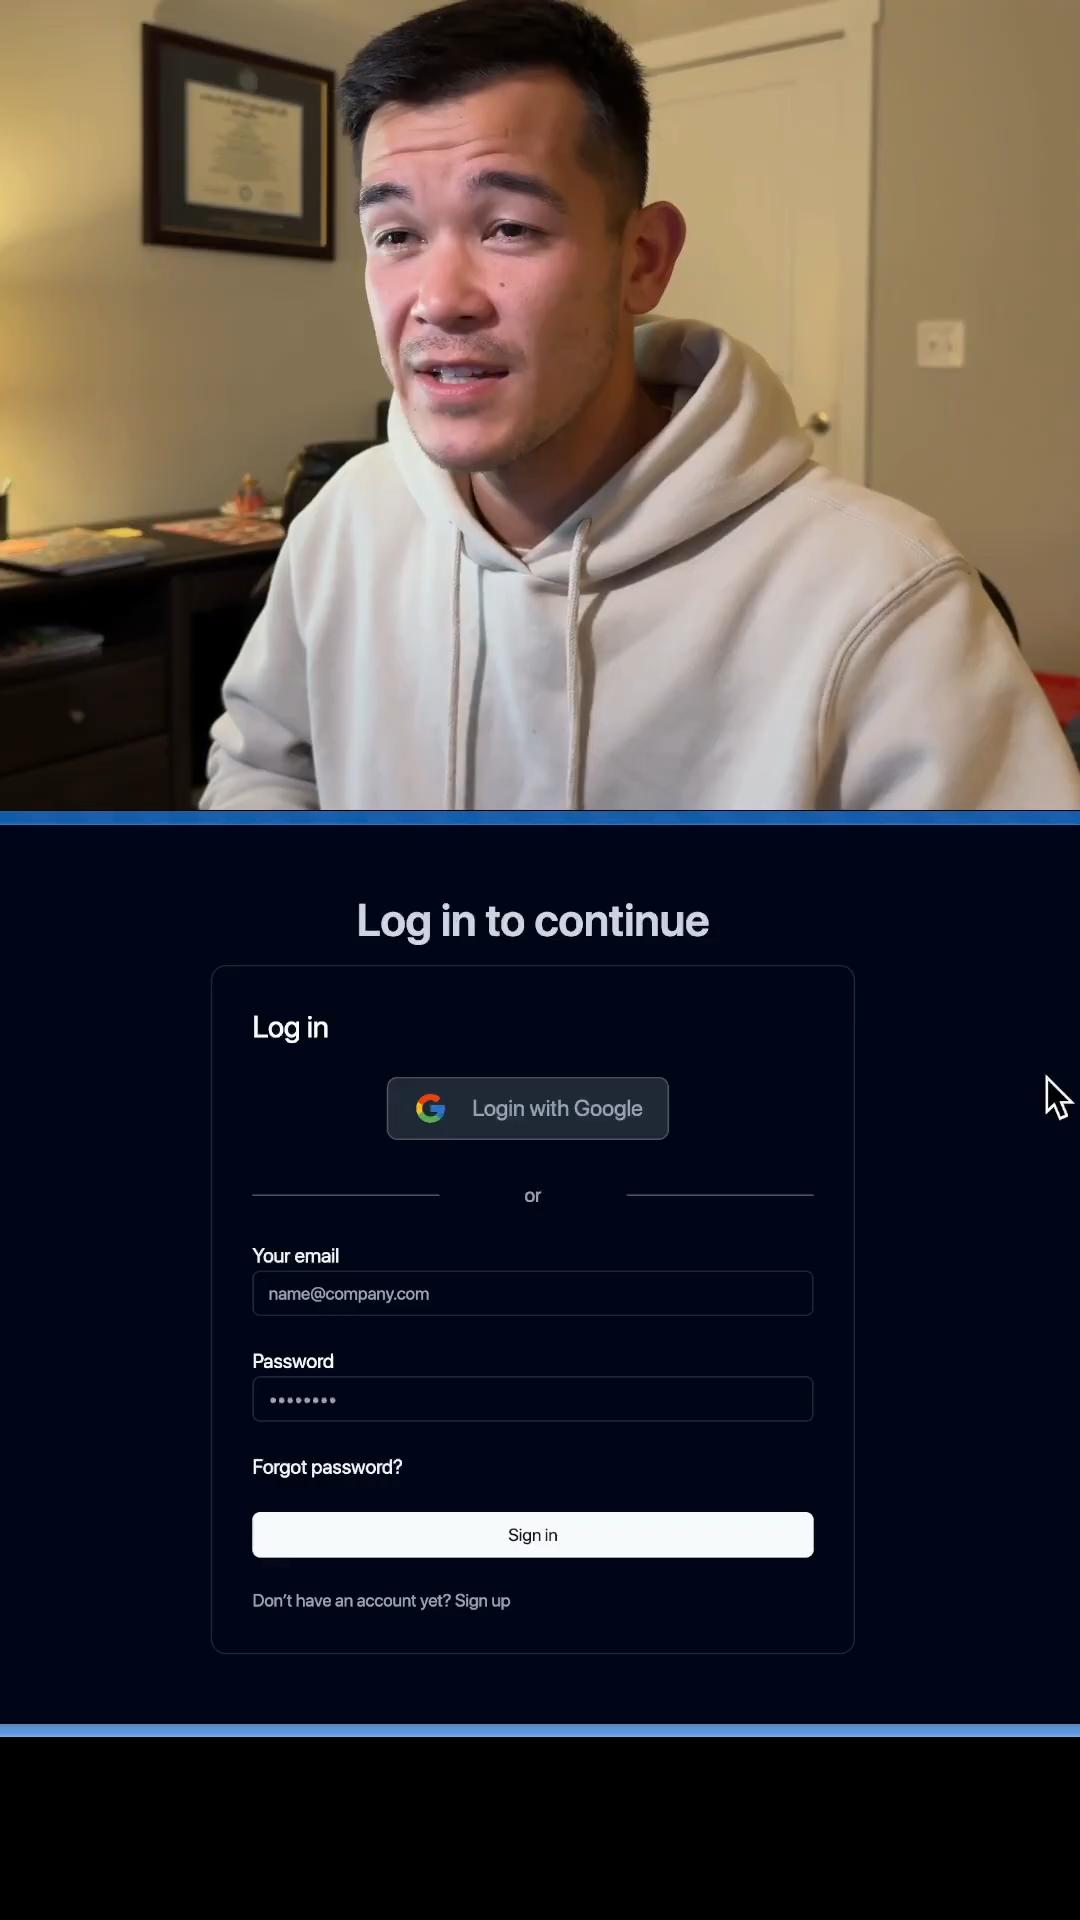 Log in to continue
Log in
Login with Google
or
Your email
name@company.com
Password
Forgot password?
Sign in
Don't have an account yet? Sign up